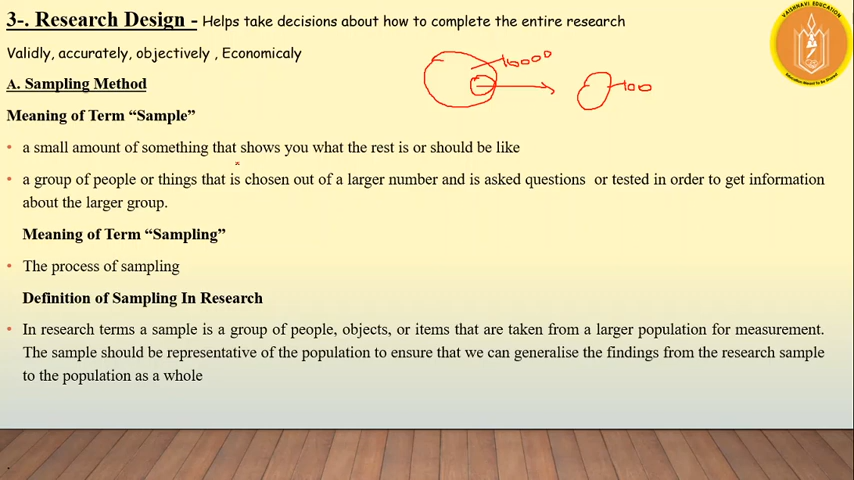 3-. Research Design - Helps take decisions about how to complete the entire research
Validly, accurately, objectively , Economicaly
10000
100
VAISHNAVI EDUCATION
A. Sampling Method
Meaning of Term “Sample”
• a small amount of something that shows you what the rest is or should be like
• a group of people or things that is chosen out of a larger number and is asked questions or tested in order to get information
about the larger group.
Meaning of Term “Sampling”
• The process of sampling
Definition of Sampling In Research
• In research terms a sample is a group of people, objects, or items that are taken from a larger population for measurement.
The sample should be representative of the population to ensure that we can generalise the findings from the research sample
to the population as a whole